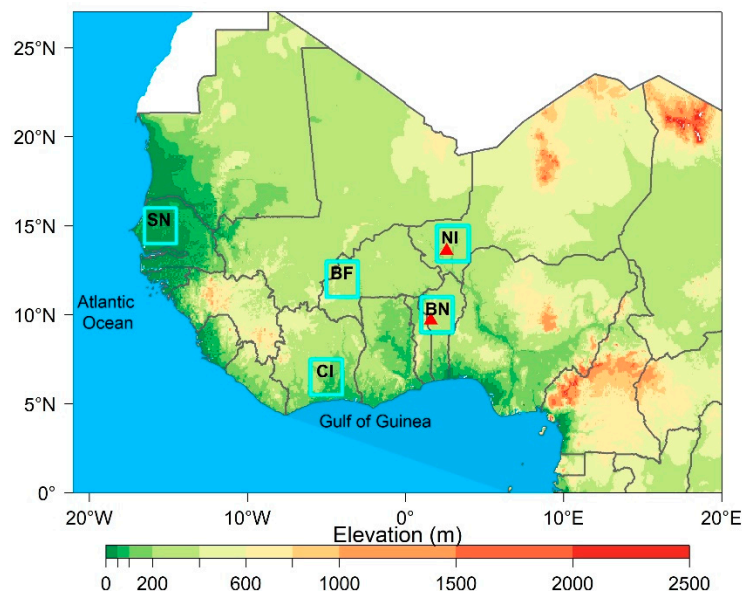 25°N
20°N
15°N
10°N
5°N
0°
SN
NI
BF
BN
CI
Atlantic
Ocean
Gulf of Guinea
20°W
10°W
0°
10°E
20°E
Elevation (m)
0 200 600 1000 1500 2000 2500